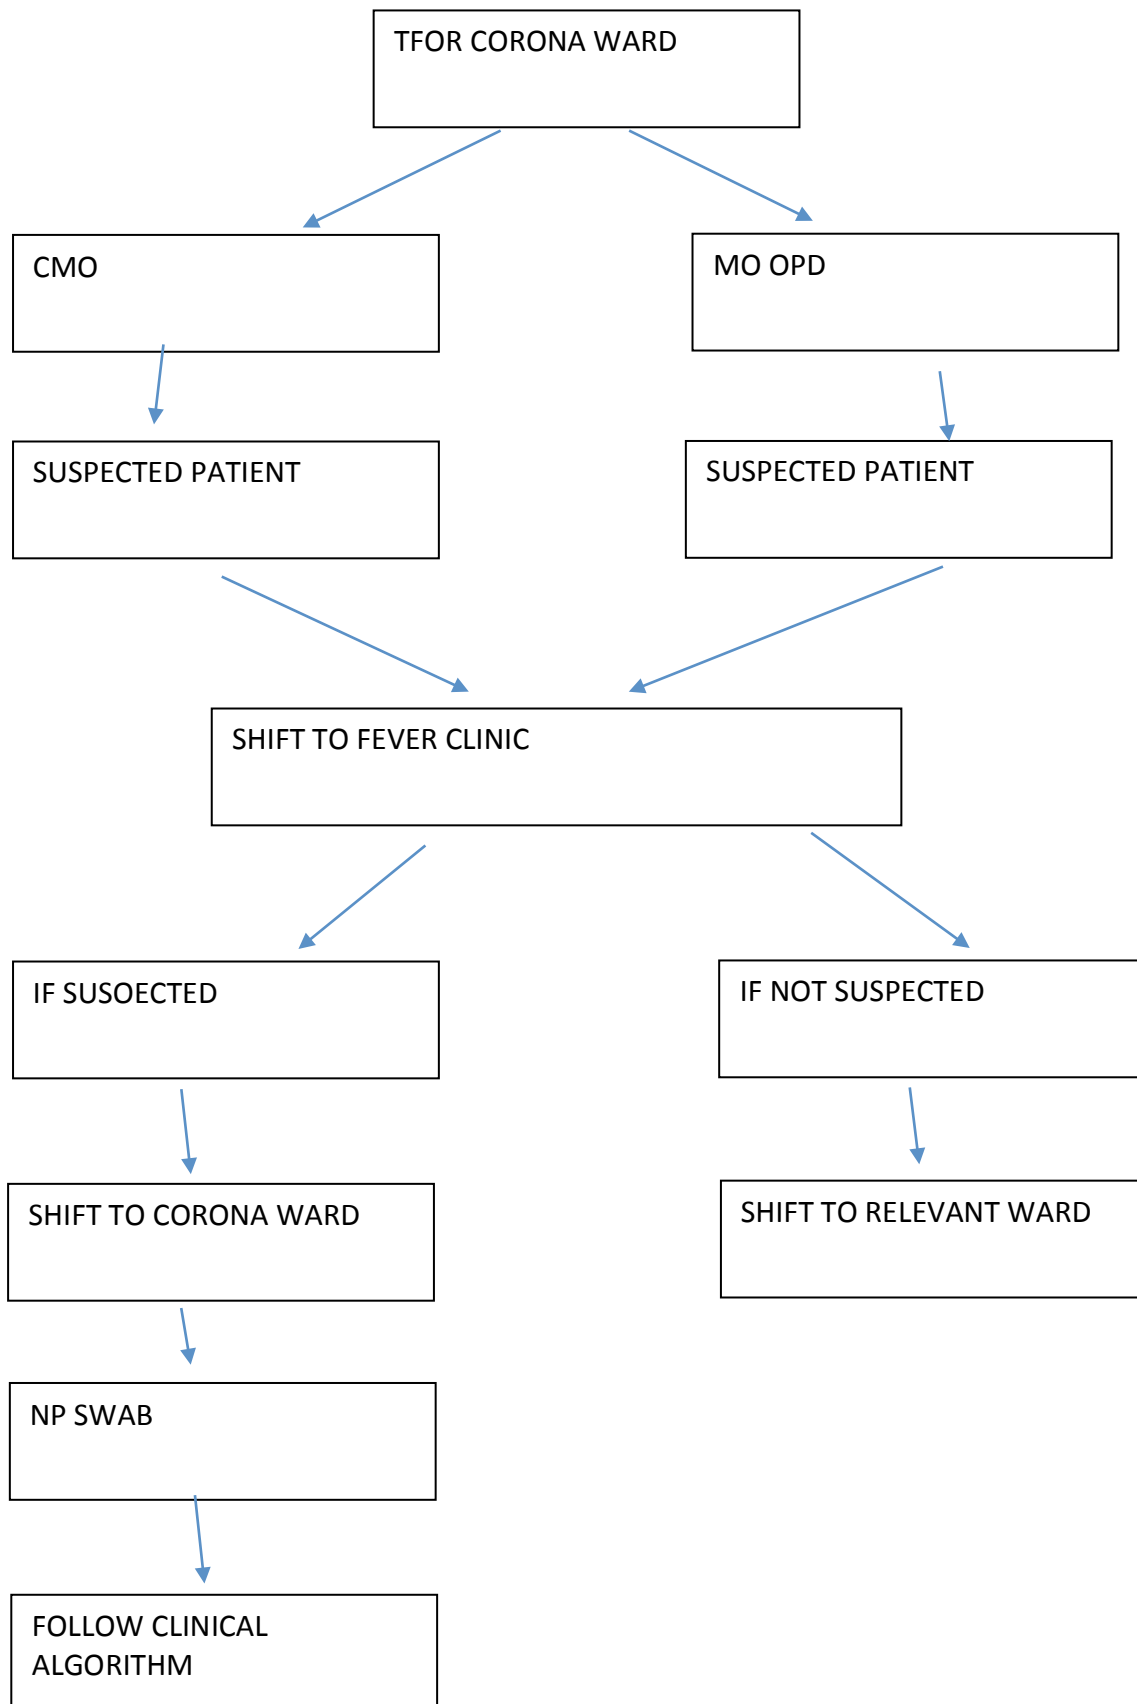 TFOR CORONA WARD
CMO
MO OPD
SUSPECTED PATIENT
SUSPECTED PATIENT
SHIFT TO FEVER CLINIC
IF SUSOECTED
IF NOT SUSPECTED
SHIFT TO CORONA WARD
SHIFT TO RELEVANT WARD
NP SWAB
FOLLOW CLINICAL
ALGORITHM